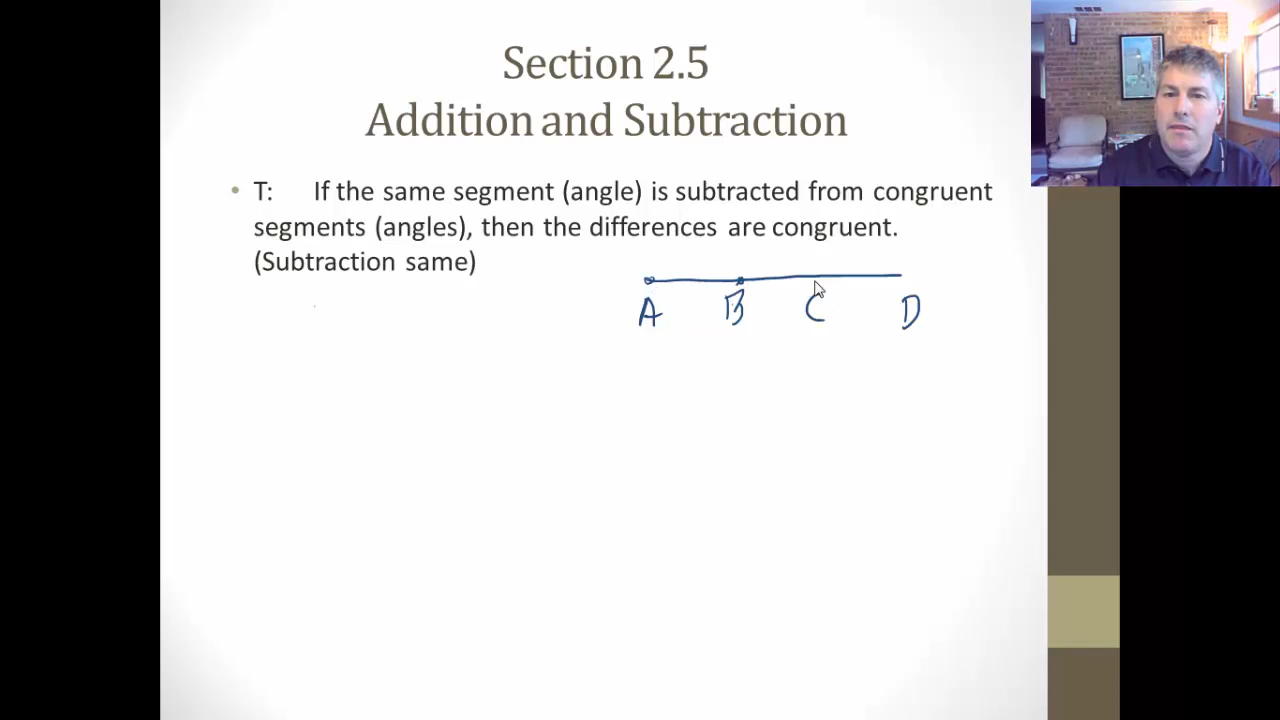 Section 2.5
Addition and Subtraction
• T: If the same segment (angle) is subtracted from congruent
segments (angles), then the differences are congruent.
(Subtraction same)
A B C D